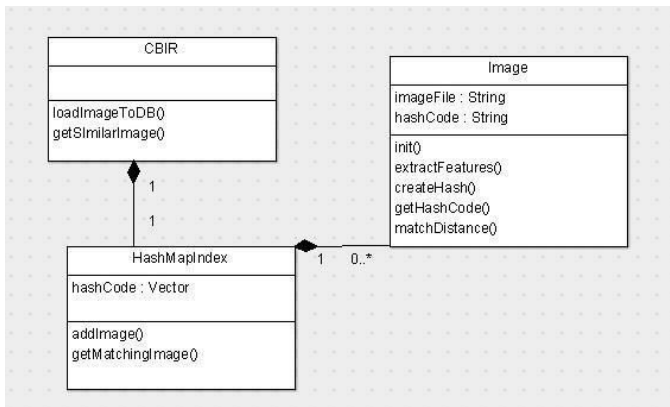 CBIR
loadImageToDB()
getSImilarImage()
1
1
HashMapIndex
hashCode : Vector
addImage()
getMatchingImage()
1
0..*
Image
imageFile : String
hashCode : String
init()
extractFeatures()
createHash()
getHashCode()
matchDistance()